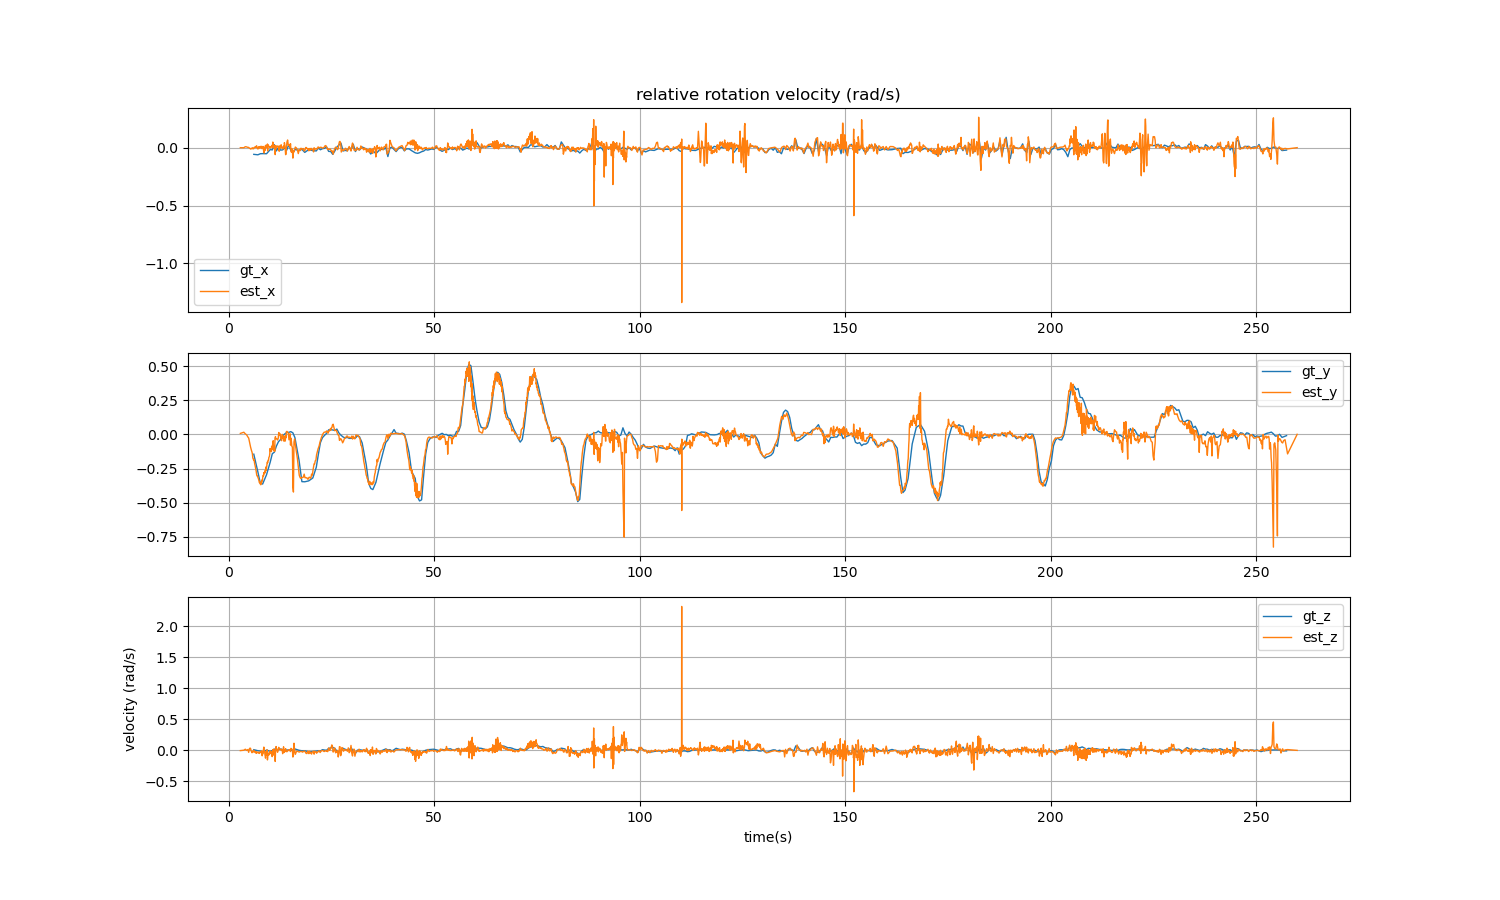 relative rotation velocity (rad/s)
0.0
−0.5
−1.0
gt_x
est_x
0 50 100 150 200 250
0.50
0.25
0.00
−0.25
−0.50
−0.75
gt_y
est_y
0 50 100 150 200 250
2.0
1.5
1.0
0.5
0.0
−0.5
velocity (rad/s)
gt_z
est_z
0 50 100 150 200 250
time(s)